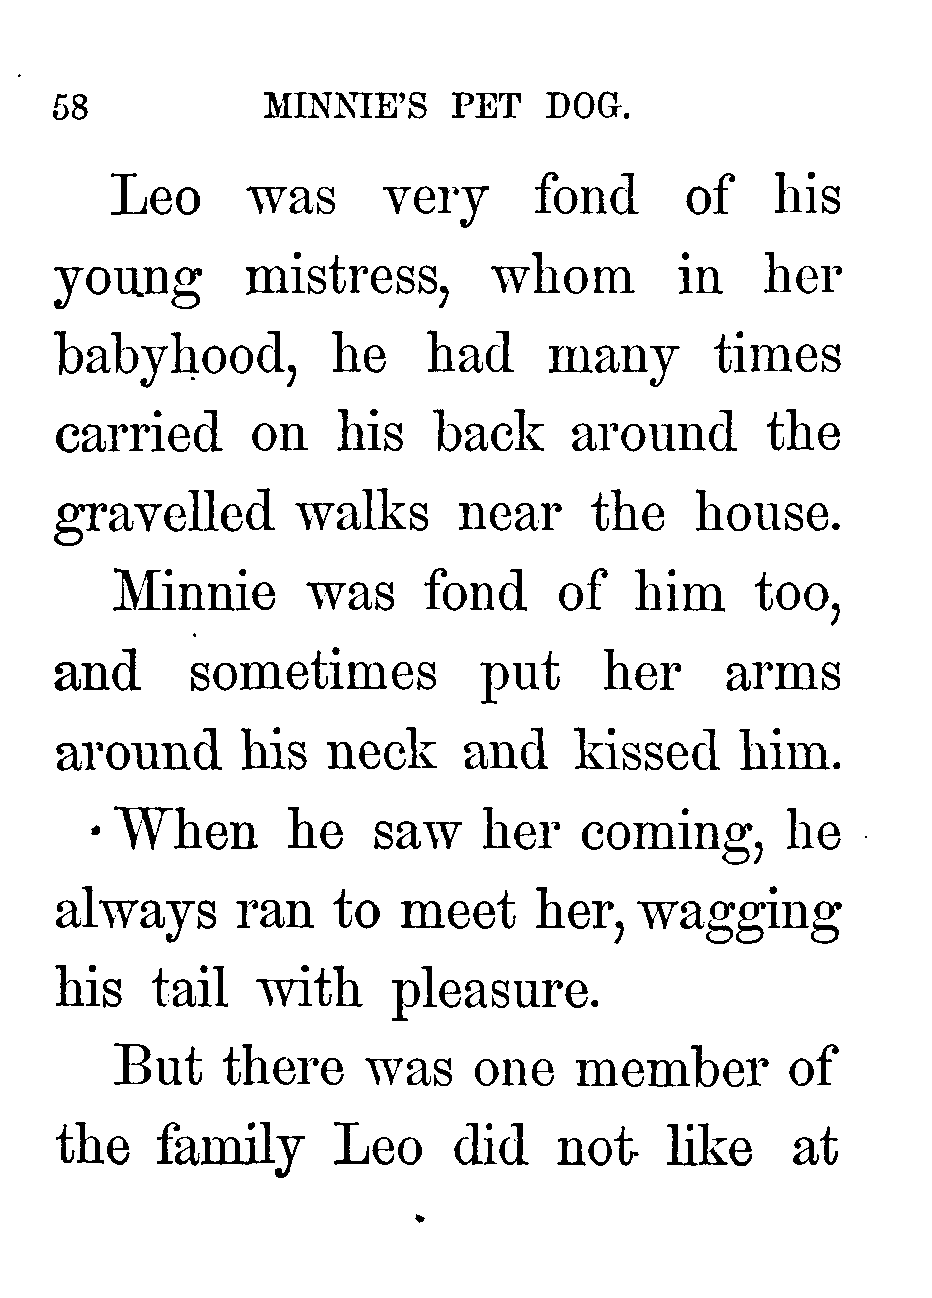 58 MINNIE'S PET DOG.
Leo was very fond of his
young mistress, whom in her
babyhood, he had many times
carried on his back around the
gravelled walks near the house.
Minnie was fond of him too,
and sometimes put her arms
around his neck and kissed him.
When he saw her coming, he
always ran to meet her, wagging
his tail with pleasure.
But there was one member of
the family Leo did not like at